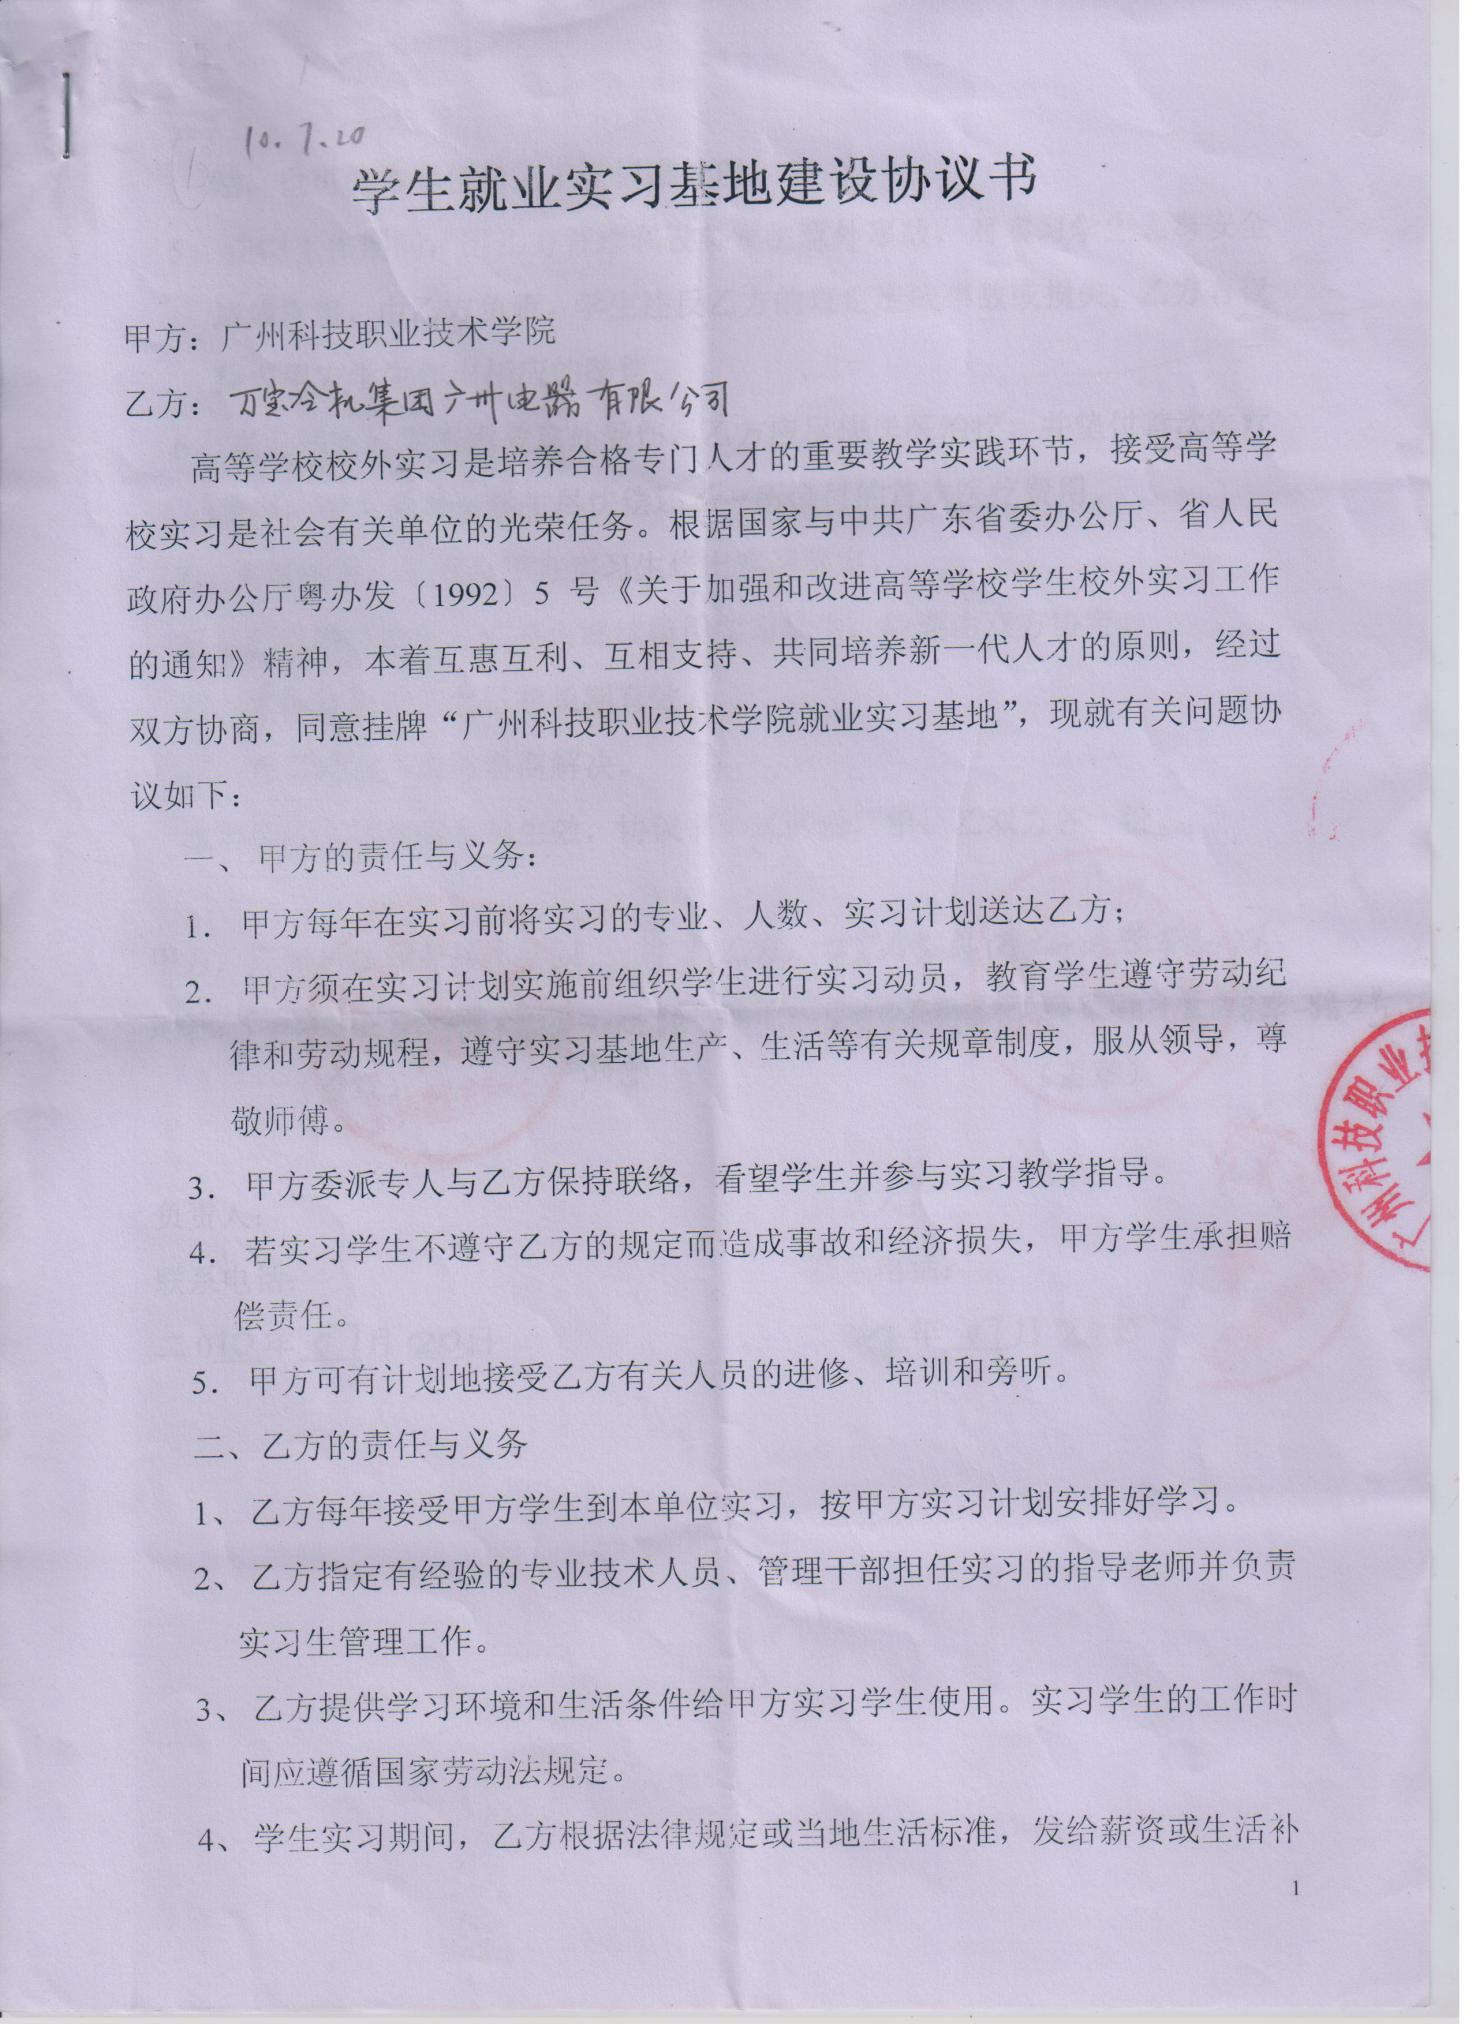 10.7.20
学生就业实习基地建设协议书
甲方：广州科技职业技术学院
乙方：万宝冷机集团广州电器有限公司
高等学校校外实习是培养合格专门人才的重要教学实践环节，接受高等学
校实习是社会有关单位的光荣任务。根据国家与中共广东省委办公厅、省人民
政府办公厅粤办发〔1992〕5 号《关于加强和改进高等学校学生校外实习工作
的通知》精神，本着互惠互利、互相支持、共同培养新一代人才的原则，经过
双方协商，同意挂牌“广州科技职业技术学院就业实习基地”，现就有关问题协
议如下：
一、 甲方的责任与义务：
1． 甲方每年在实习前将实习的专业、人数、实习计划送达乙方；
2． 甲方须在实习计划实施前组织学生进行实习动员，教育学生遵守劳动纪
律和劳动规程，遵守实习基地生产、生活等有关规章制度，服从领导，尊
敬师傅。
3． 甲方委派专人与乙方保持联络，看望学生并参与实习教学指导。
4． 若实习学生不遵守乙方的规定而造成事故和经济损失，甲方学生承担赔
偿责任。
5． 甲方可有计划地接受乙方有关人员的进修、培训和旁听。
二、乙方的责任与义务
1、 乙方每年接受甲方学生到本单位实习，按甲方实习计划安排好学习。
2、 乙方指定有经验的专业技术人员、管理干部担任实习的指导老师并负责
实习生管理工作。
3、 乙方提供学习环境和生活条件给甲方实习学生使用。实习学生的工作时
间应遵循国家劳动法规定。
4、 学生实习期间，乙方根据法律规定或当地生活标准，发给薪资或生活补
1
广州科技职业技